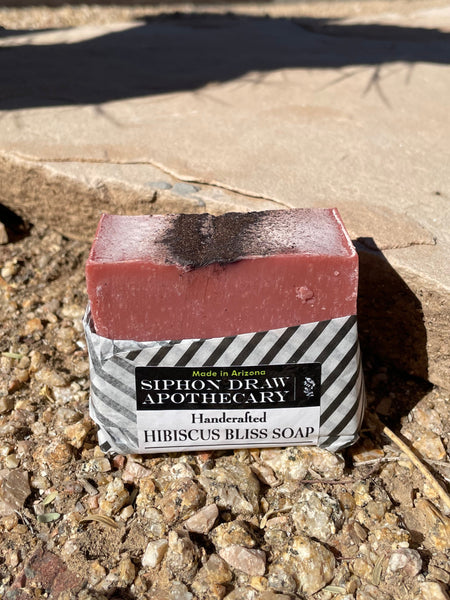 Made in Arizona
SIPHON DRAW
APOTHECARY
Handcrafted
HIBISCUS BLISS SOAP